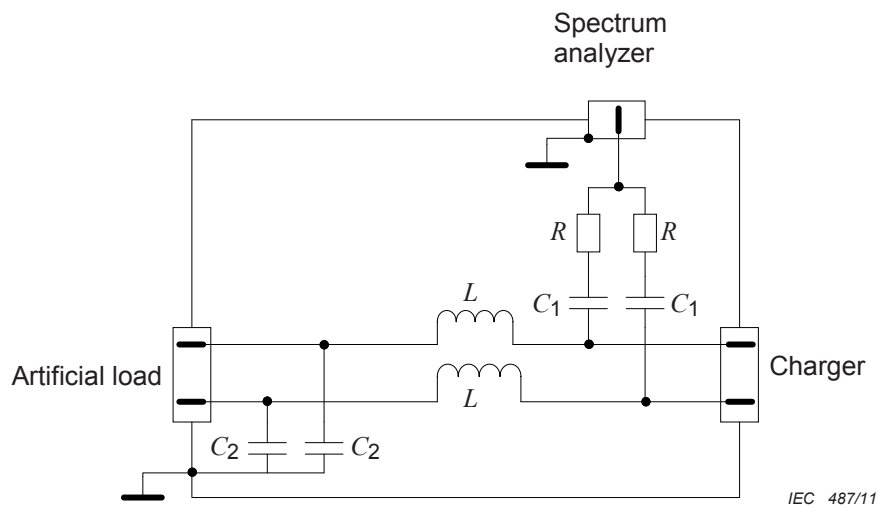 Spectrum
analyzer
R
R
L
C1
C1
Artificial load
Charger
L
C2
C2
IEC 487/11